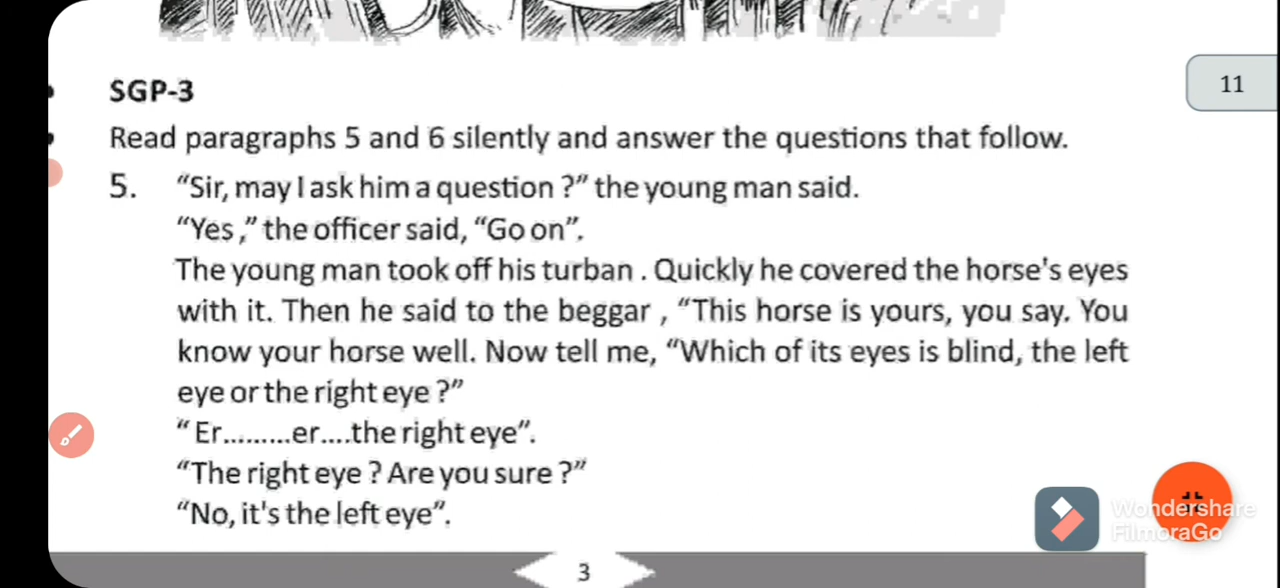 SGP-3
11
Read paragraphs 5 and 6 silently and answer the questions that follow.
5. “Sir, may I ask him a question ?” the young man said.
“Yes ,” the officer said, “Go on”.
The young man took off his turban . Quickly he covered the horse's eyes
with it. Then he said to the beggar , “This horse is yours, you say. You
know your horse well. Now tell me, “Which of its eyes is blind, the left
eye or the right eye ?”
“ Er.........er....the right eye”.
“The right eye ? Are you sure ?”
“No, it's the left eye”.
Wondershare
FilmoraGo
3